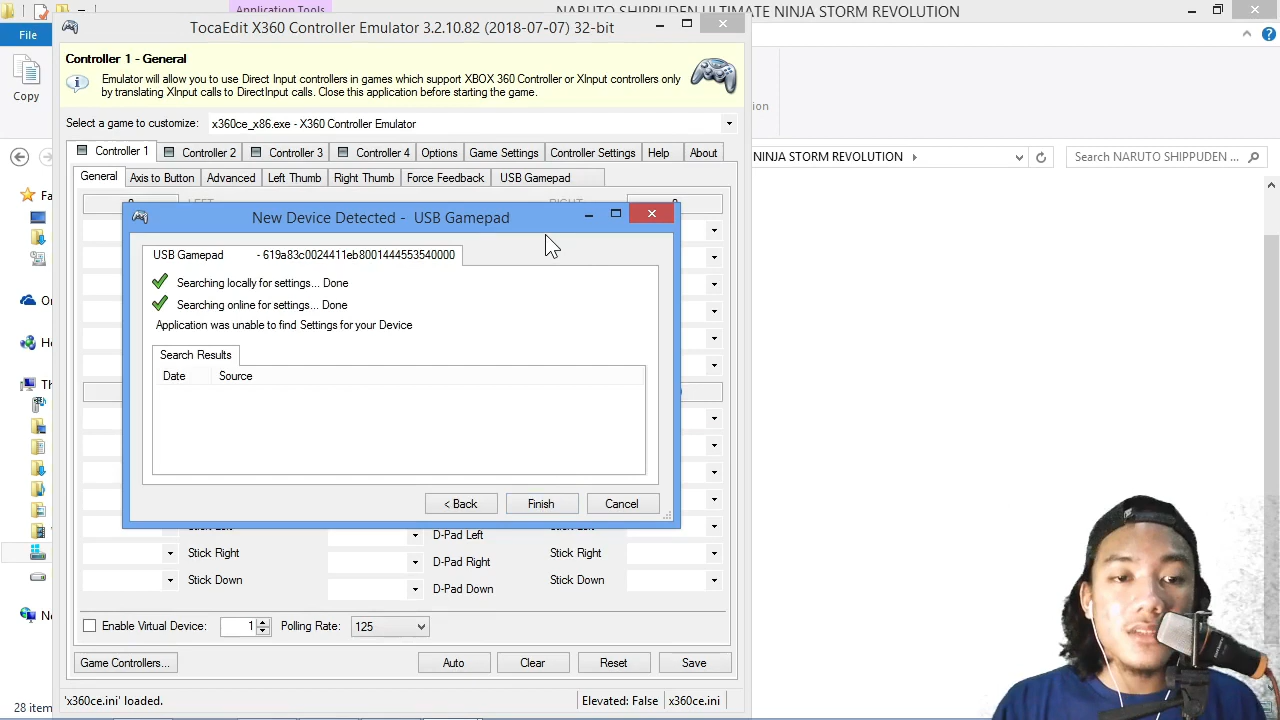 Application Tools
NARUTO SHIPPUDEN ULTIMATE NINJA STORM REVOLUTION
File
TocaEdit X360 Controller Emulator 3.2.10.82 (2018-07-07) 32-bit
Controller 1 - General
Emulator will allow you to use Direct Input controllers in games which support XBOX 360 Controller or XInput controllers only
by translating XInput calls to DirectInput calls. Close this application before starting the game.
Copy
Select a game to customize:
x360ce_x86.exe - X360 Controller Emulator
Controller 1
Controller 2
Controller 3
Controller 4
Options
Game Settings
Controller Settings
Help
About
NINJA STORM REVOLUTION
Search NARUTO SHIPPUDEN ...
General
Axis to Button
Advanced
Left Thumb
Right Thumb
Force Feedback
USB Gamepad
New Device Detected - USB Gamepad
USB Gamepad - 619a83c0024411eb8001444553540000
Searching locally for settings... Done
Searching online for settings... Done
Application was unable to find Settings for your Device
Search Results
Date
Source
< Back
Finish
Cancel
D-Pad Left
Stick Right
D-Pad Right
Stick Right
Stick Down
D-Pad Down
Stick Down
Enable Virtual Device:
1
Polling Rate:
125
Game Controllers...
Auto
Clear
Reset
Save
'x360ce.ini' loaded.
Elevated: False
x360ce.ini